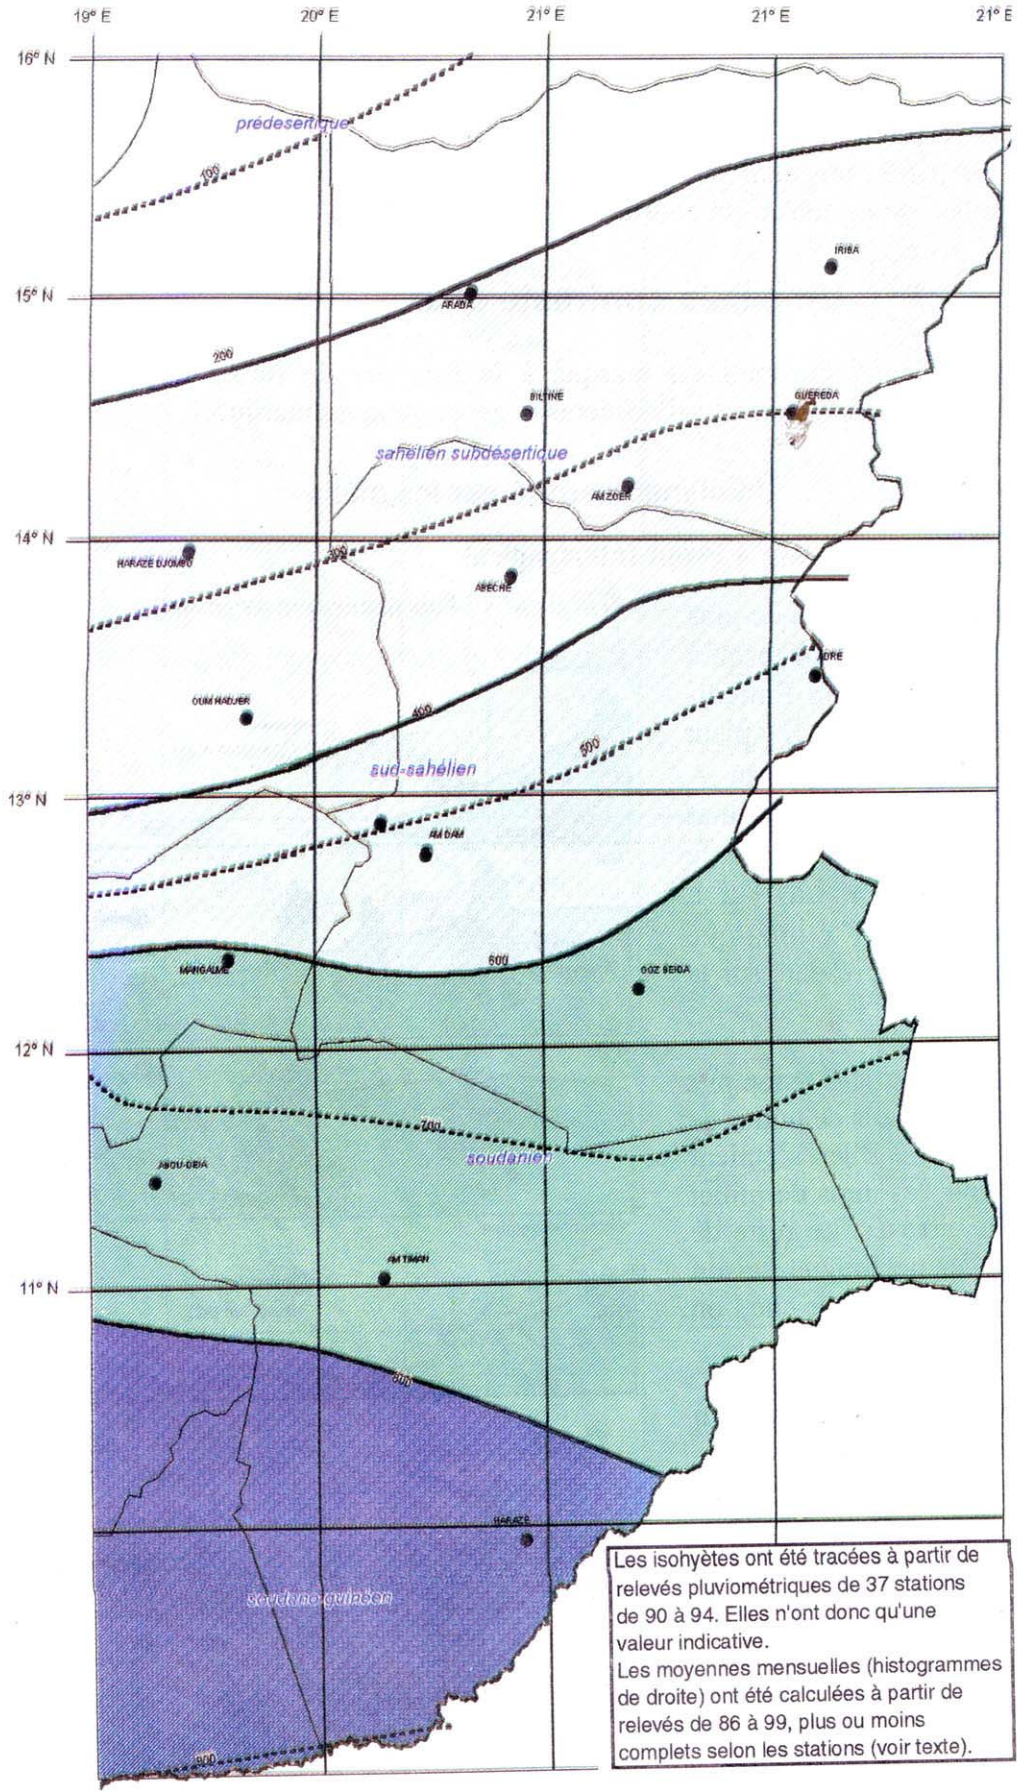 19° E 20° E 21° E 21° E 21° E
16° N
prédesertique
100
IRIBA
15° N
ARADA
200
BILTINE
GUEREDA
sahélien subdésertique
AM ZOER
14° N
300
HARAZE DJOMBO
ABECHE
ADRE
OUM HADJER
400
500
sud-sahélien
13° N
AM DAM
600
MANGALME
GOZ BEIDA
12° N
700
soudanien
ABOU-DEIA
AM TIMAN
11° N
800
HARAZE
soudano-guinéen
900
Les isohyètes ont été tracées à partir de
relevés pluviométriques de 37 stations
de 90 à 94. Elles n'ont donc qu'une
valeur indicative.
Les moyennes mensuelles (histogrammes
de droite) ont été calculées à partir de
relevés de 86 à 99, plus ou moins
complets selon les stations (voir texte).